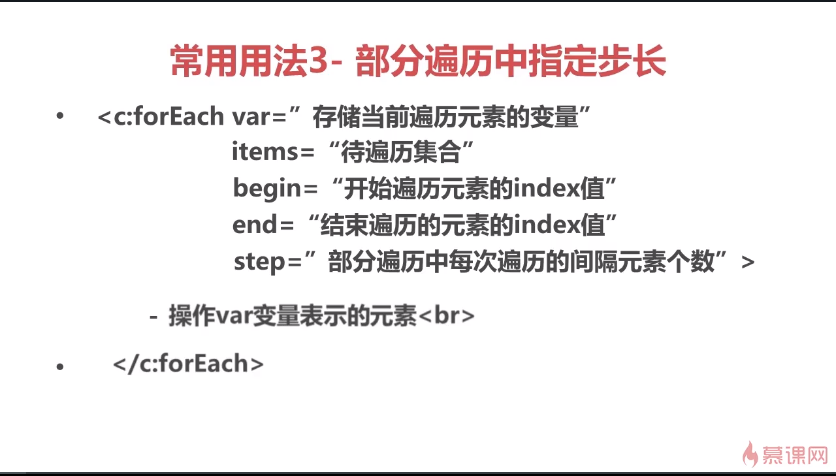 常用用法3- 部分遍历中指定步长
• <c:forEach var=”存储当前遍历元素的变量”
items=“待遍历集合”
begin=“开始遍历元素的index值”
end=“结束遍历的元素的index值”
step=”部分遍历中每次遍历的间隔元素个数”>
- 操作var变量表示的元素<br>
• </c:forEach>
慕课网